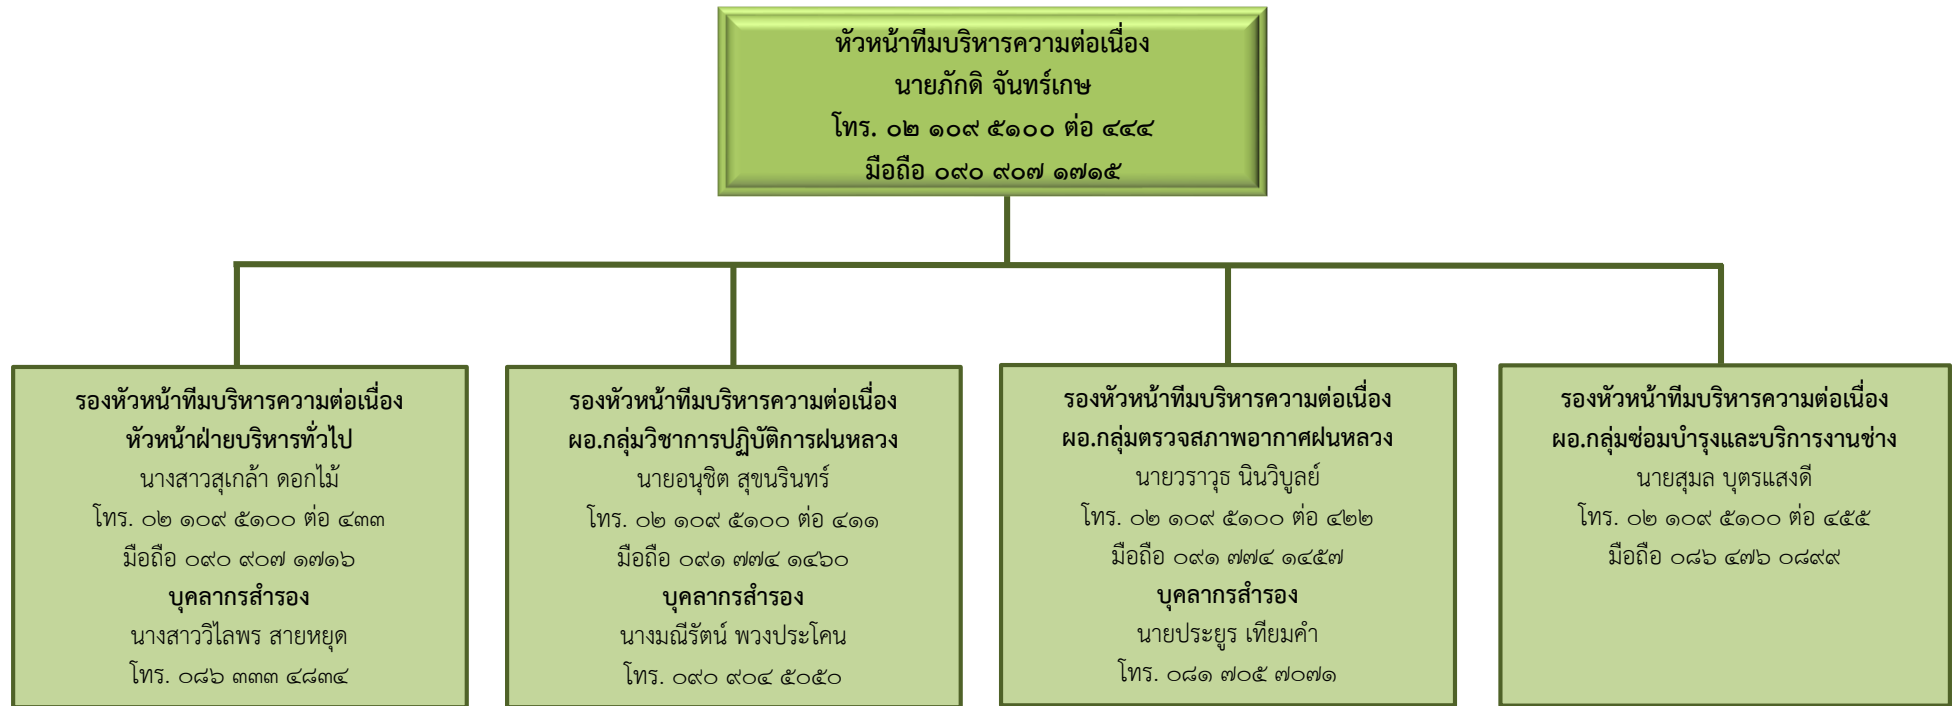 หัวหน้าทีมบริหารความต่อเนื่อง
นายภักดิ จันทร์เกษ
โทร. ๐๒ ๑๐๙ ๕๑๐๐ ต่อ ๔๔๔
มือถือ ๐๙๐ ๙๐๗ ๑๗๑๕
รองหัวหน้าทีมบริหารความต่อเนื่อง
หัวหน้าฝ่ายบริหารทั่วไป
นางสาวสุเกล้า ดอกไม้
โทร. ๐๒ ๑๐๙ ๕๑๐๐ ต่อ ๔๓๓
มือถือ ๐๙๐ ๙๐๗ ๑๗๑๖
บุคลากรสำรอง
นางสาววิไลพร สายหยุด
โทร. ๐๘๖ ๓๓๓ ๔๘๓๔
รองหัวหน้าทีมบริหารความต่อเนื่อง
ผอ.กลุ่มวิชาการปฏิบัติการฝนหลวง
นายอนุชิต สุขนรินทร์
โทร. ๐๒ ๑๐๙ ๕๑๐๐ ต่อ ๔๑๑
มือถือ ๐๙๑ ๗๗๔ ๑๔๖๐
บุคลากรสำรอง
นางมณีรัตน์ พวงประโคน
โทร. ๐๙๐ ๙๐๔ ๕๐๕๐
รองหัวหน้าทีมบริหารความต่อเนื่อง
ผอ.กลุ่มตรวจสภาพอากาศฝนหลวง
นายวราวุธ นินวิบูลย์
โทร. ๐๒ ๑๐๙ ๕๑๐๐ ต่อ ๔๒๒
มือถือ ๐๙๑ ๗๗๔ ๑๔๕๗
บุคลากรสำรอง
นายประยูร เทียมคำ
โทร. ๐๘๑ ๗๐๕ ๗๐๗๑
รองหัวหน้าทีมบริหารความต่อเนื่อง
ผอ.กลุ่มซ่อมบำรุงและบริการงานช่าง
นายสุมล บุตรแสงดี
โทร. ๐๒ ๑๐๙ ๕๑๐๐ ต่อ ๔๕๕
มือถือ ๐๘๖ ๔๗๖ ๐๘๙๙